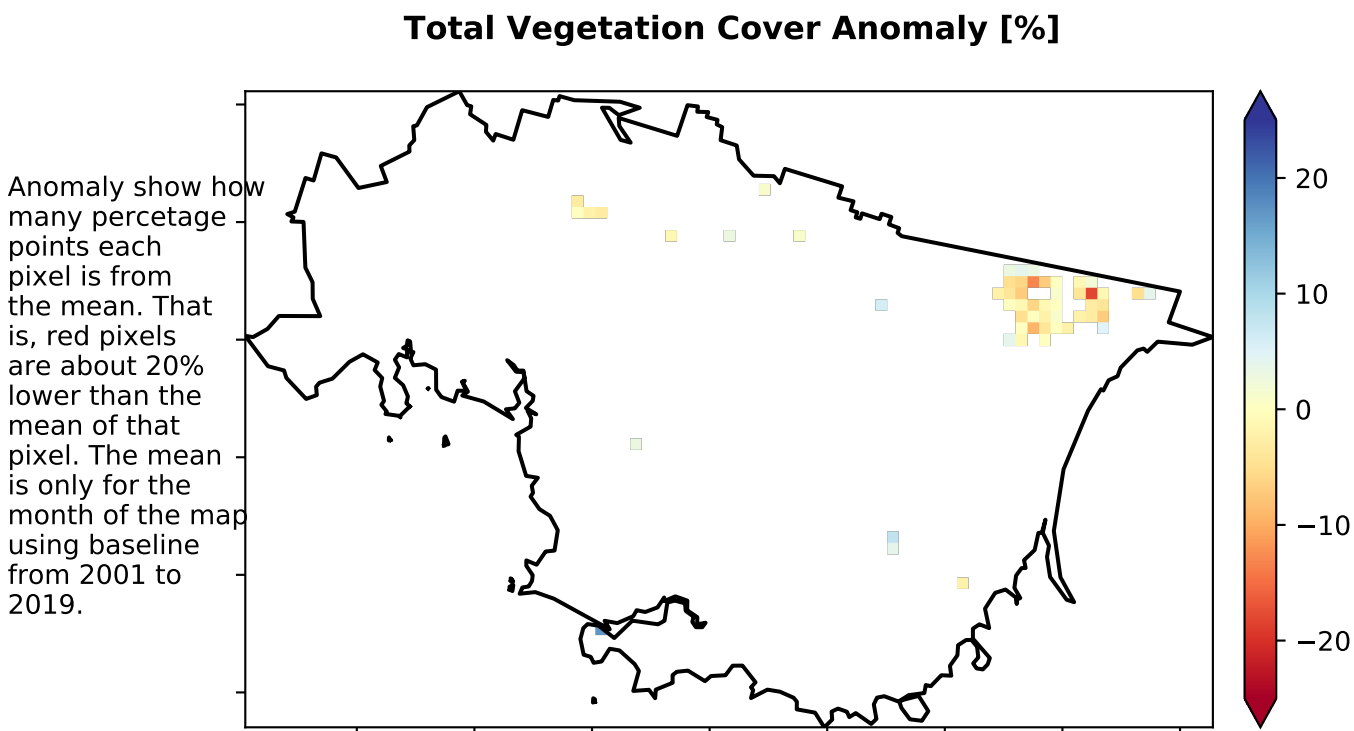 Total Vegetation Cover Anomaly [%]
Anomaly show how
many percetage
points each
pixel is from
the mean. That
is, red pixels
are about 20%
lower than the
mean of that
pixel. The mean
is only for the
month of the map
using baseline
from 2001 to
2019.
20
10
0
−10
−20